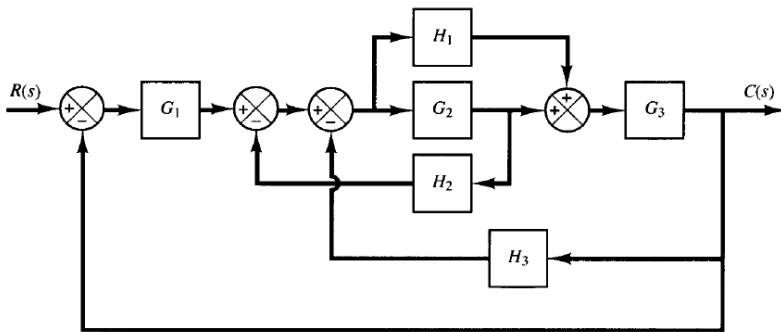 H₁
R(s)
C(s)
+
−
G₁
+
−
+
−
G₂
+
+
G₃
H₂
H₃